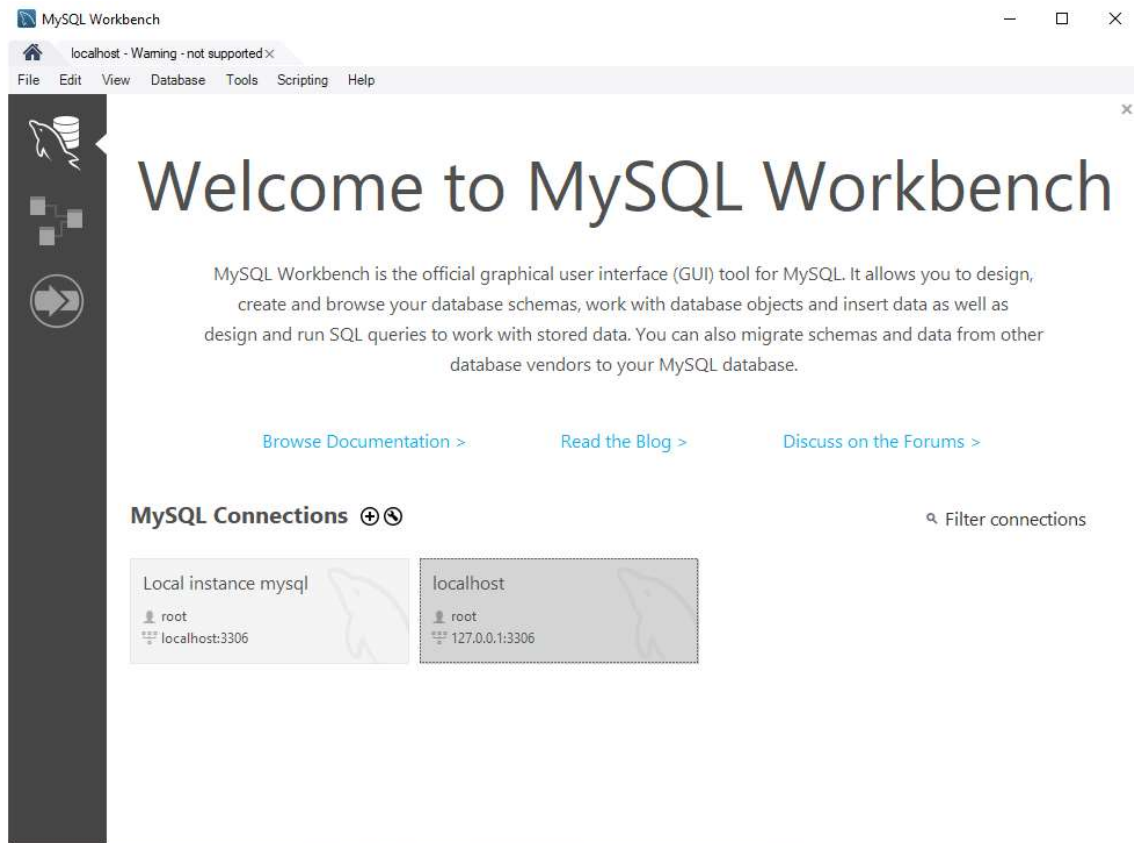 MySQL Workbench
localhost - Warning - not supported
File Edit View Database Tools Scripting Help
Welcome to MySQL Workbench
MySQL Workbench is the official graphical user interface (GUI) tool for MySQL. It allows you to design,
create and browse your database schemas, work with database objects and insert data as well as
design and run SQL queries to work with stored data. You can also migrate schemas and data from other
database vendors to your MySQL database.
Browse Documentation > Read the Blog > Discuss on the Forums >
MySQL Connections Filter connections
Local instance mysql
root
localhost:3306
localhost
root
127.0.0.1:3306